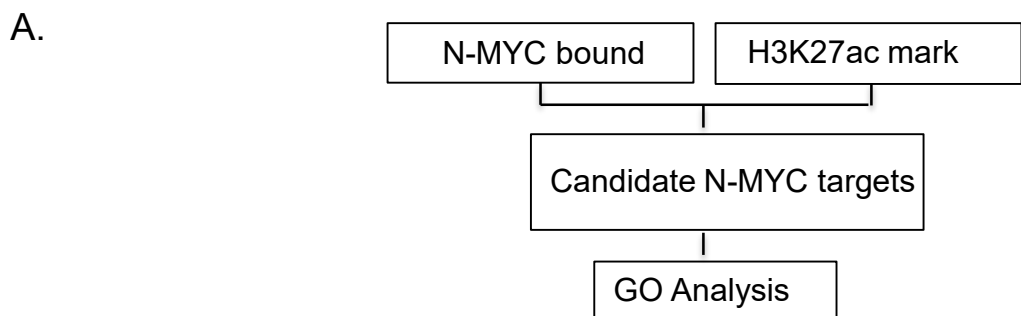 A.
N-MYC bound
H3K27ac mark
Candidate N-MYC targets
GO Analysis